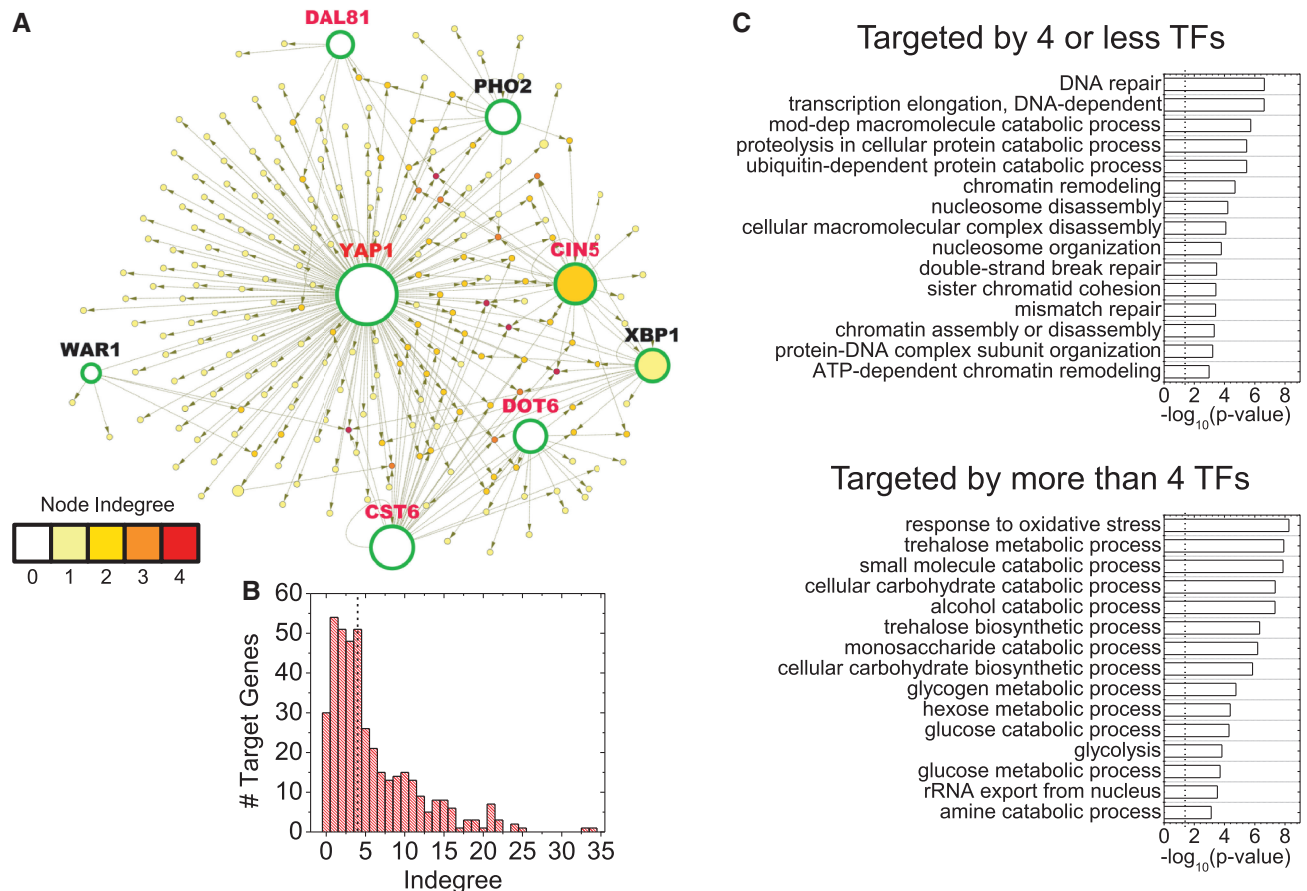 A
DAL81
PHO2
YAP1
CIN5
XBP1
WAR1
DOT6
CST6
Node Indegree
0 1 2 3 4
B
60
50
40
30
20
10
0
# Target Genes
0 5 10 15 20 25 30 35
Indegree
C
Targeted by 4 or less TFs
DNA repair
transcription elongation, DNA-dependent
mod-dep macromolecule catabolic process
proteolysis in cellular protein catabolic process
ubiquitin-dependent protein catabolic process
chromatin remodeling
nucleosome disassembly
cellular macromolecular complex disassembly
nucleosome organization
double-strand break repair
sister chromatid cohesion
mismatch repair
chromatin assembly or disassembly
protein-DNA complex subunit organization
ATP-dependent chromatin remodeling
0 2 4 6 8
-log10(p-value)
Targeted by more than 4 TFs
response to oxidative stress
trehalose metabolic process
small molecule catabolic process
cellular carbohydrate catabolic process
alcohol catabolic process
trehalose biosynthetic process
monosaccharide catabolic process
cellular carbohydrate biosynthetic process
glycogen metabolic process
hexose metabolic process
glucose catabolic process
glycolysis
glucose metabolic process
rRNA export from nucleus
amine catabolic process
0 2 4 6 8
-log10(p-value)